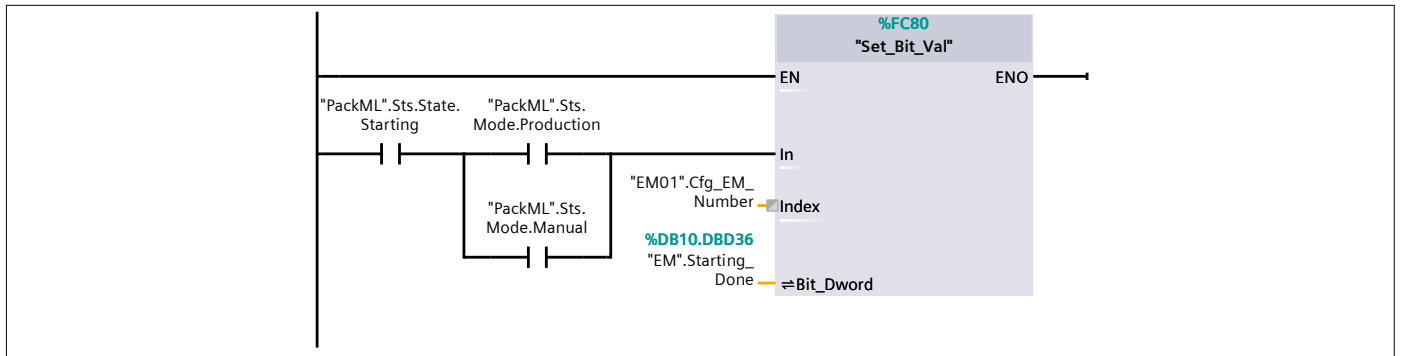 %FC80
"Set_Bit_Val"
EN
ENO
"PackML".Sts.State.
Starting
"PackML".Sts.
Mode.Production
In
"EM01".Cfg_EM_
Number
Index
"PackML".Sts.
Mode.Manual
%DB10.DBD36
"EM".Starting_
Done
⇌Bit_Dword